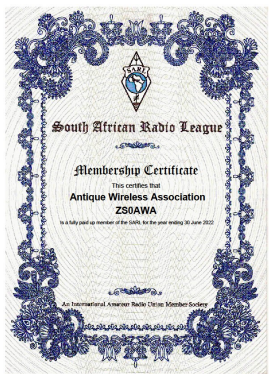 SARL
South African Radio League
Membership Certificate
This certifies that
Antique Wireless Association
ZS0AWA
Is a fully paid up member of the SARL for the year ending 30 June 2022
An International Amateur Radio Union Member-Society